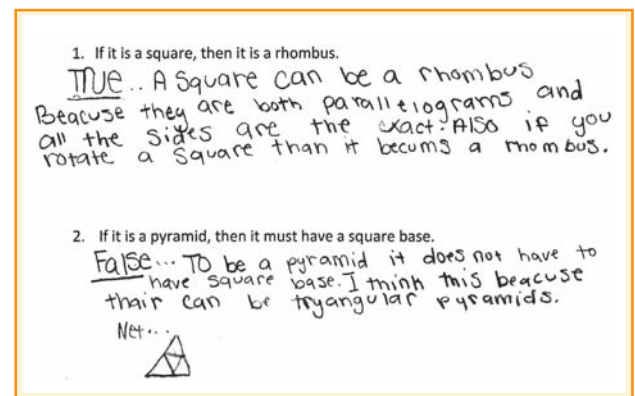 1. If it is a square, then it is a rhombus.
True.. A Square can be a rhombus
Beacuse they are both parallelograms and
all the Sides are the exact. Also if you
rotate a Square than it becums a rhombus.
2. If it is a pyramid, then it must have a square base.
False... To be a pyramid it does not have to
have square base. I think this beacuse
thair can be tryangular pyramids.
Net...